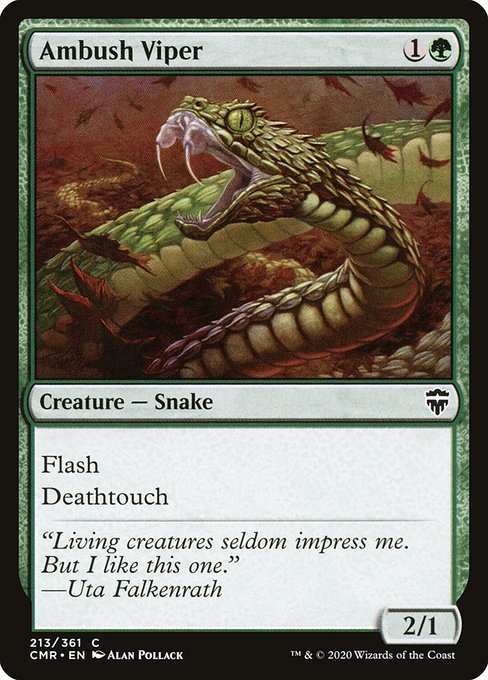 Ambush Viper 1
Creature — Snake
Flash
Deathtouch
“Living creatures seldom impress me.
But I like this one.”
—Uta Falkenrath
2/1
213/361 C
CMR • EN Alan Pollack
™ & © 2020 Wizards of the Coast